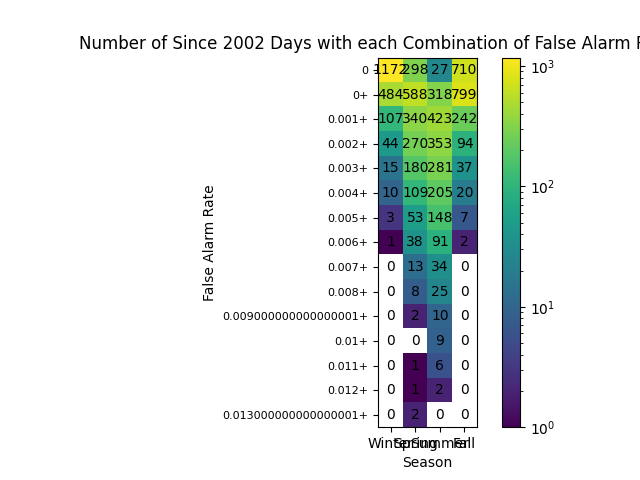 Number of Since 2002 Days with each Combination of False Alarm
0 1172 298 27 710
0+ 484 588 318 799
0.001+ 107 340 423 242
0.002+ 44 270 353 94
0.003+ 15 180 281 37
0.004+ 10 109 205 20
0.005+ 3 53 148 7
0.006+ 1 38 91 2
0.007+ 0 13 34 0
0.008+ 0 8 25 0
0.009000000000000001+ 0 2 10 0
0.01+ 0 0 9 0
0.011+ 0 1 6 0
0.012+ 0 1 2 0
0.013000000000000001+ 0 2 0 0
Winter Spring Summer Fall
Season
False Alarm Rate
10³
10²
10¹
10⁰